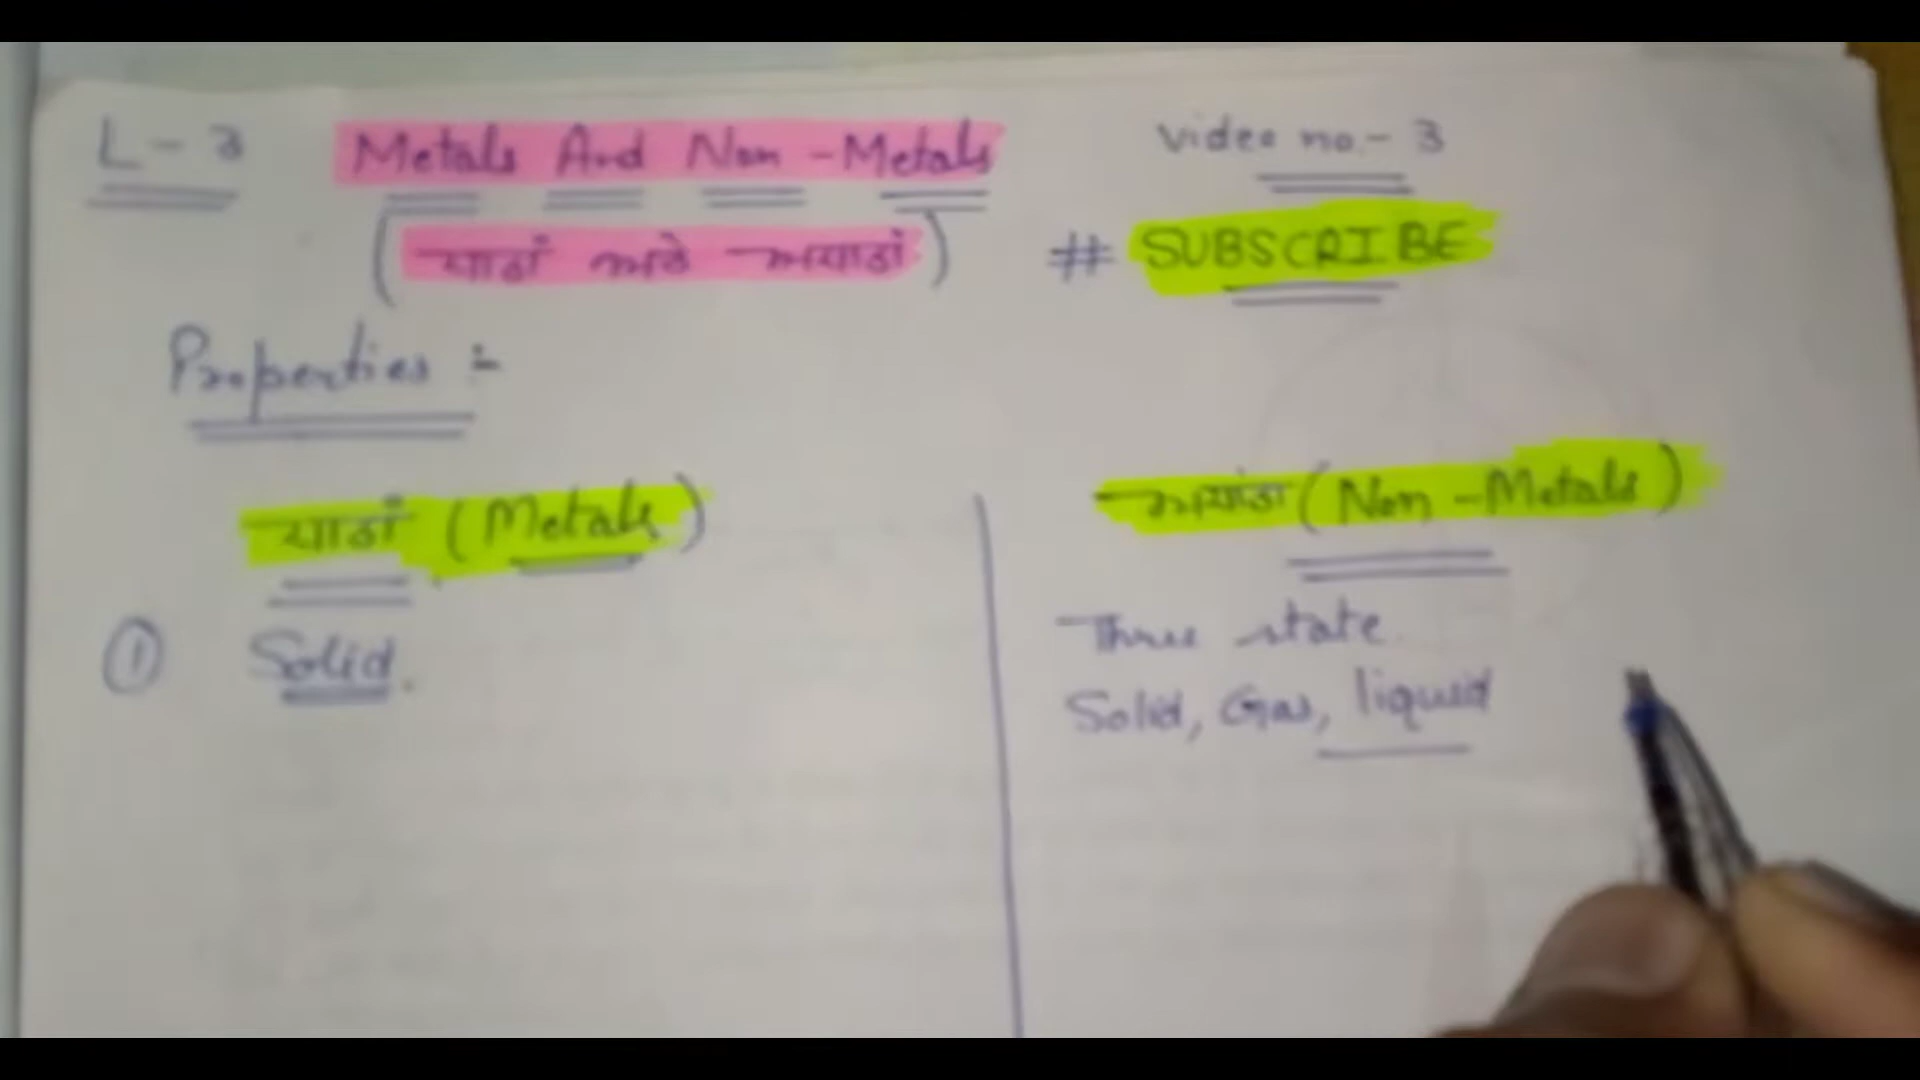 L - 3 Metals And Non - Metals Video no. - 3
(ਧਾਤਾਂ ਅਤੇ ਅਧਾਤਾਂ) # SUBSCRIBE
Properties :-
ਧਾਤਾਂ (Metals)
① Solid.
ਅਧਾਤਾਂ (Non - Metals)
Three state
Solid, Gas, liquid